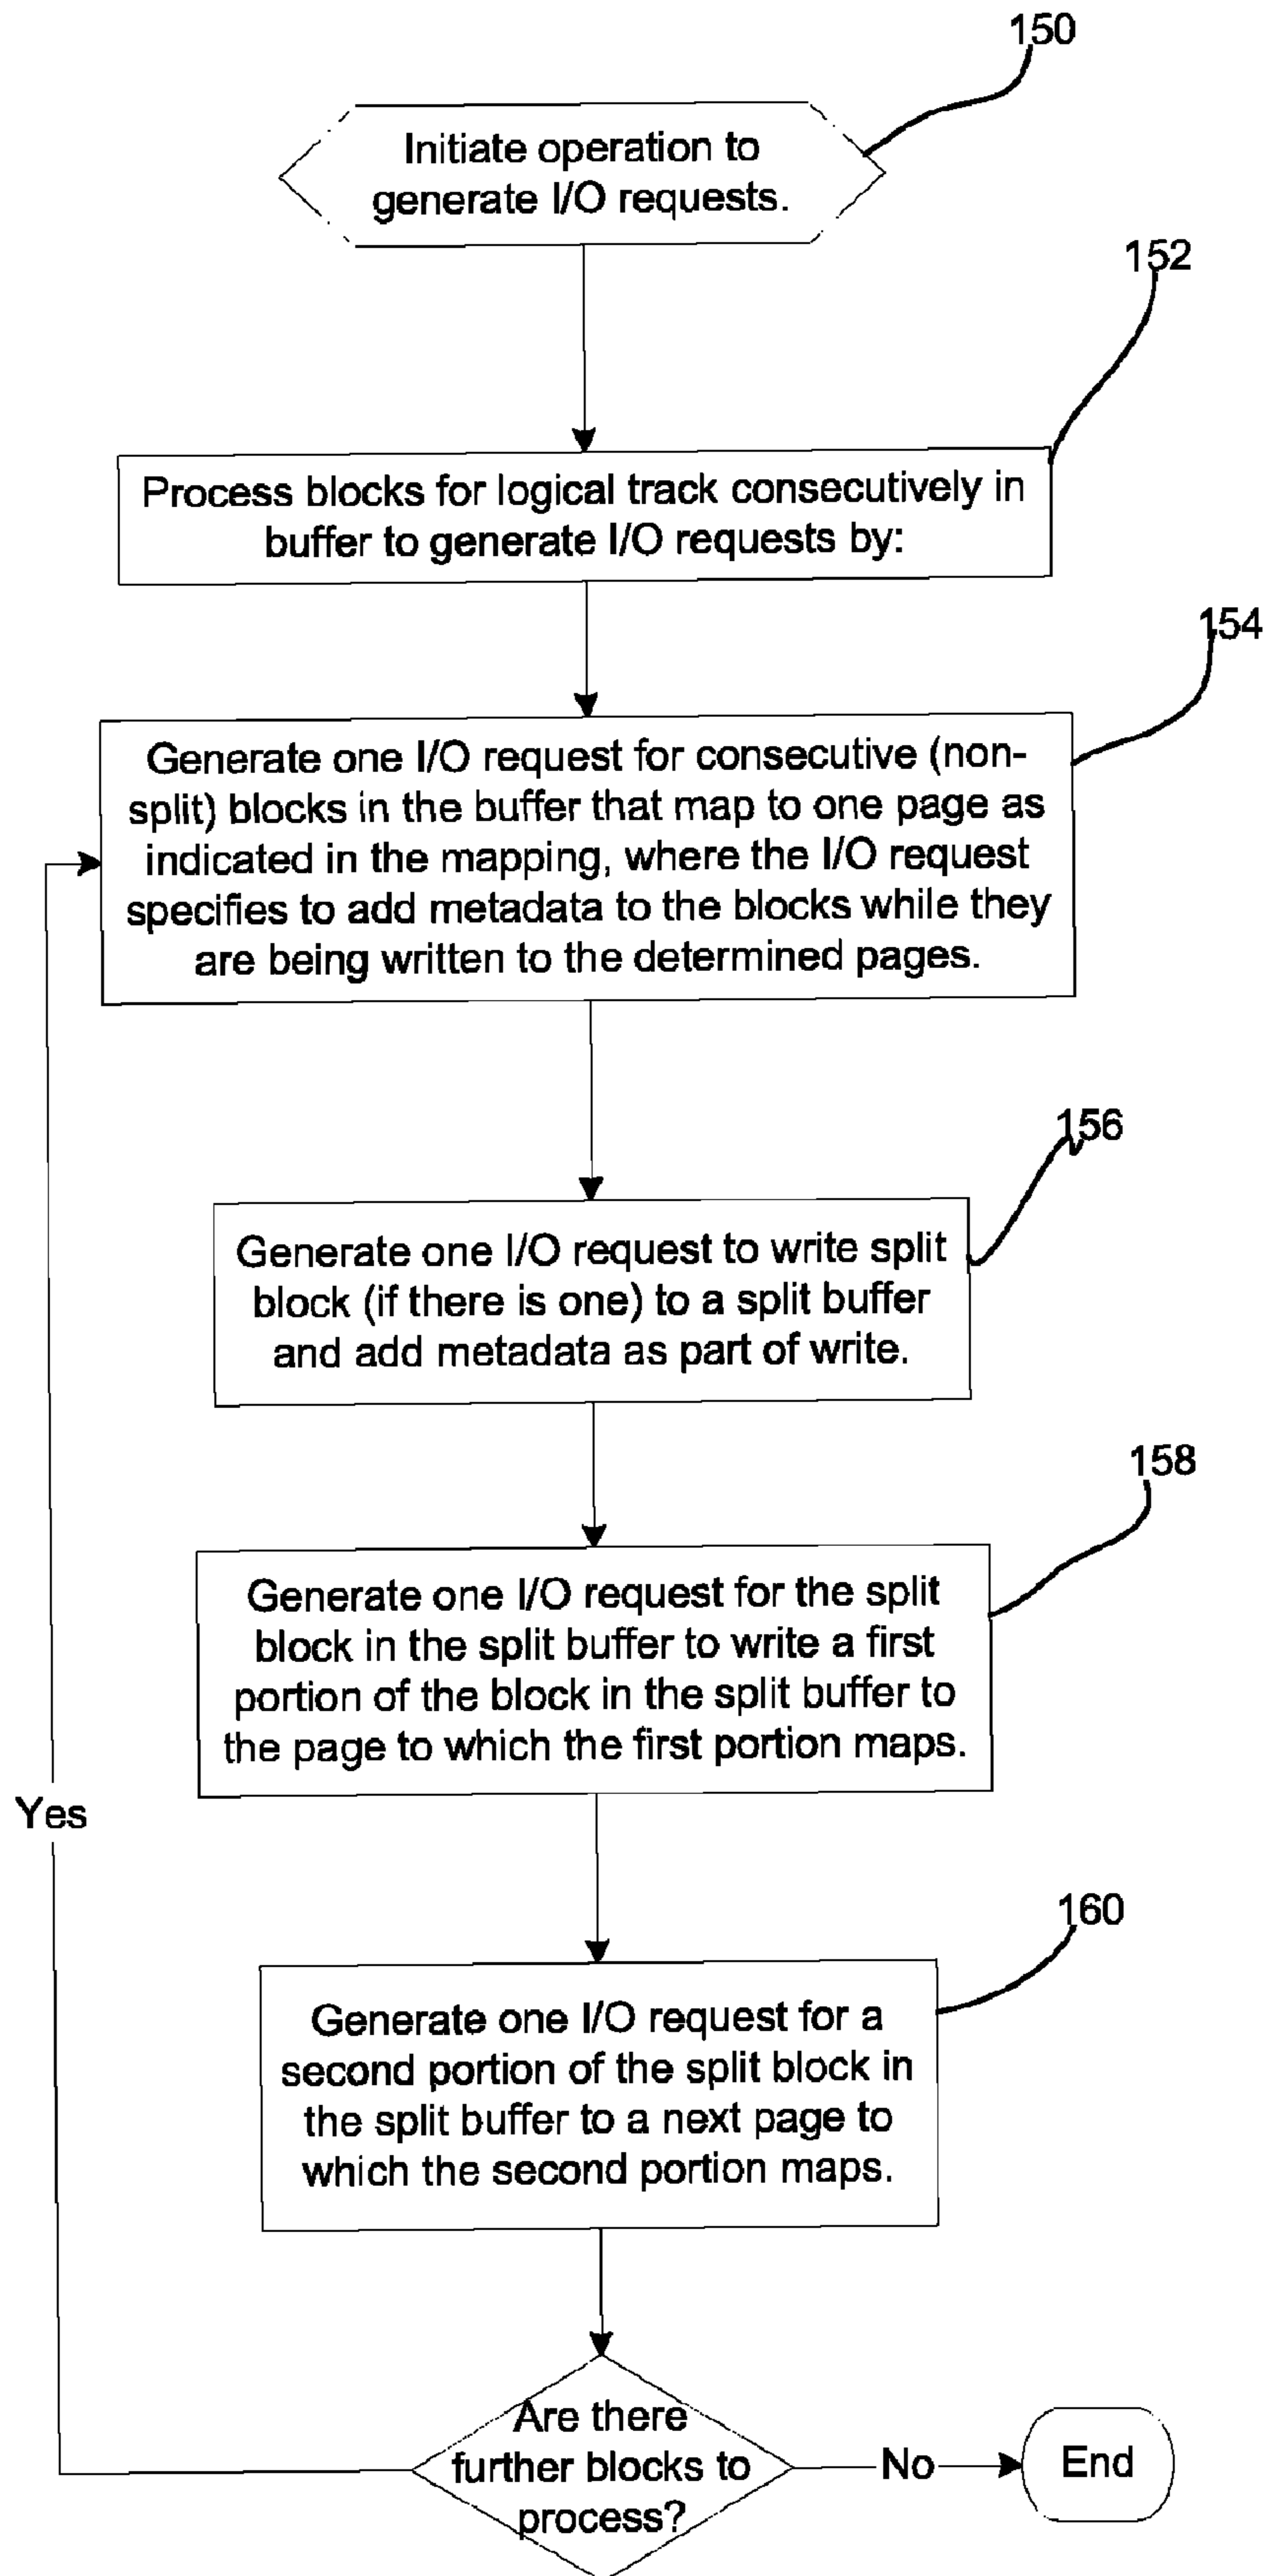 150
Initiate operation to
generate I/O requests.
152
Process blocks for logical track consecutively in
buffer to generate I/O requests by:
154
Generate one I/O request for consecutive (non-
split) blocks in the buffer that map to one page as
indicated in the mapping, where the I/O request
specifies to add metadata to the blocks while they
are being written to the determined pages.
156
Generate one I/O request to write split
block (if there is one) to a split buffer
and add metadata as part of write.
158
Generate one I/O request for the split
block in the split buffer to write a first
portion of the block in the split buffer to
the page to which the first portion maps.
Yes
160
Generate one I/O request for a
second portion of the split block in
the split buffer to a next page to
which the second portion maps.
Are there
further blocks to
process?
No
End